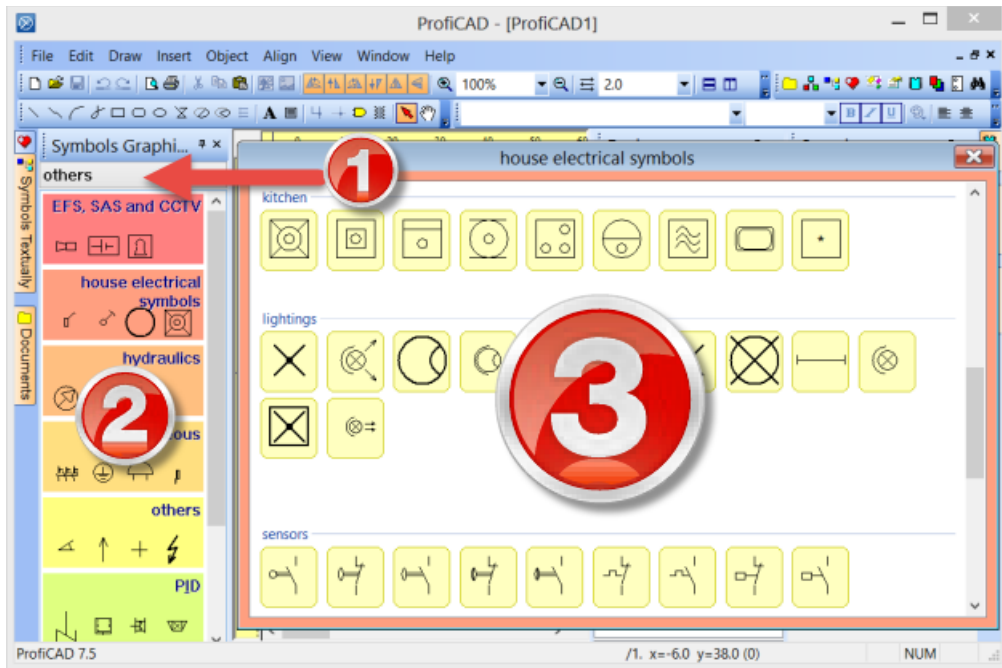 ProfiCAD - [ProfiCAD1]
File Edit Draw Insert Object Align View Window Help
100% 2.0
A B I U
Symbols Graphi...
others
Symbols Textually
Documents
EFS, SAS and CCTV
house electrical
symbols
hydraulics
others
PID
1
2
3
house electrical symbols
kitchen
lightings
sensors
ProfiCAD 7.5 /1. x=-6.0 y=38.0 (0) NUM